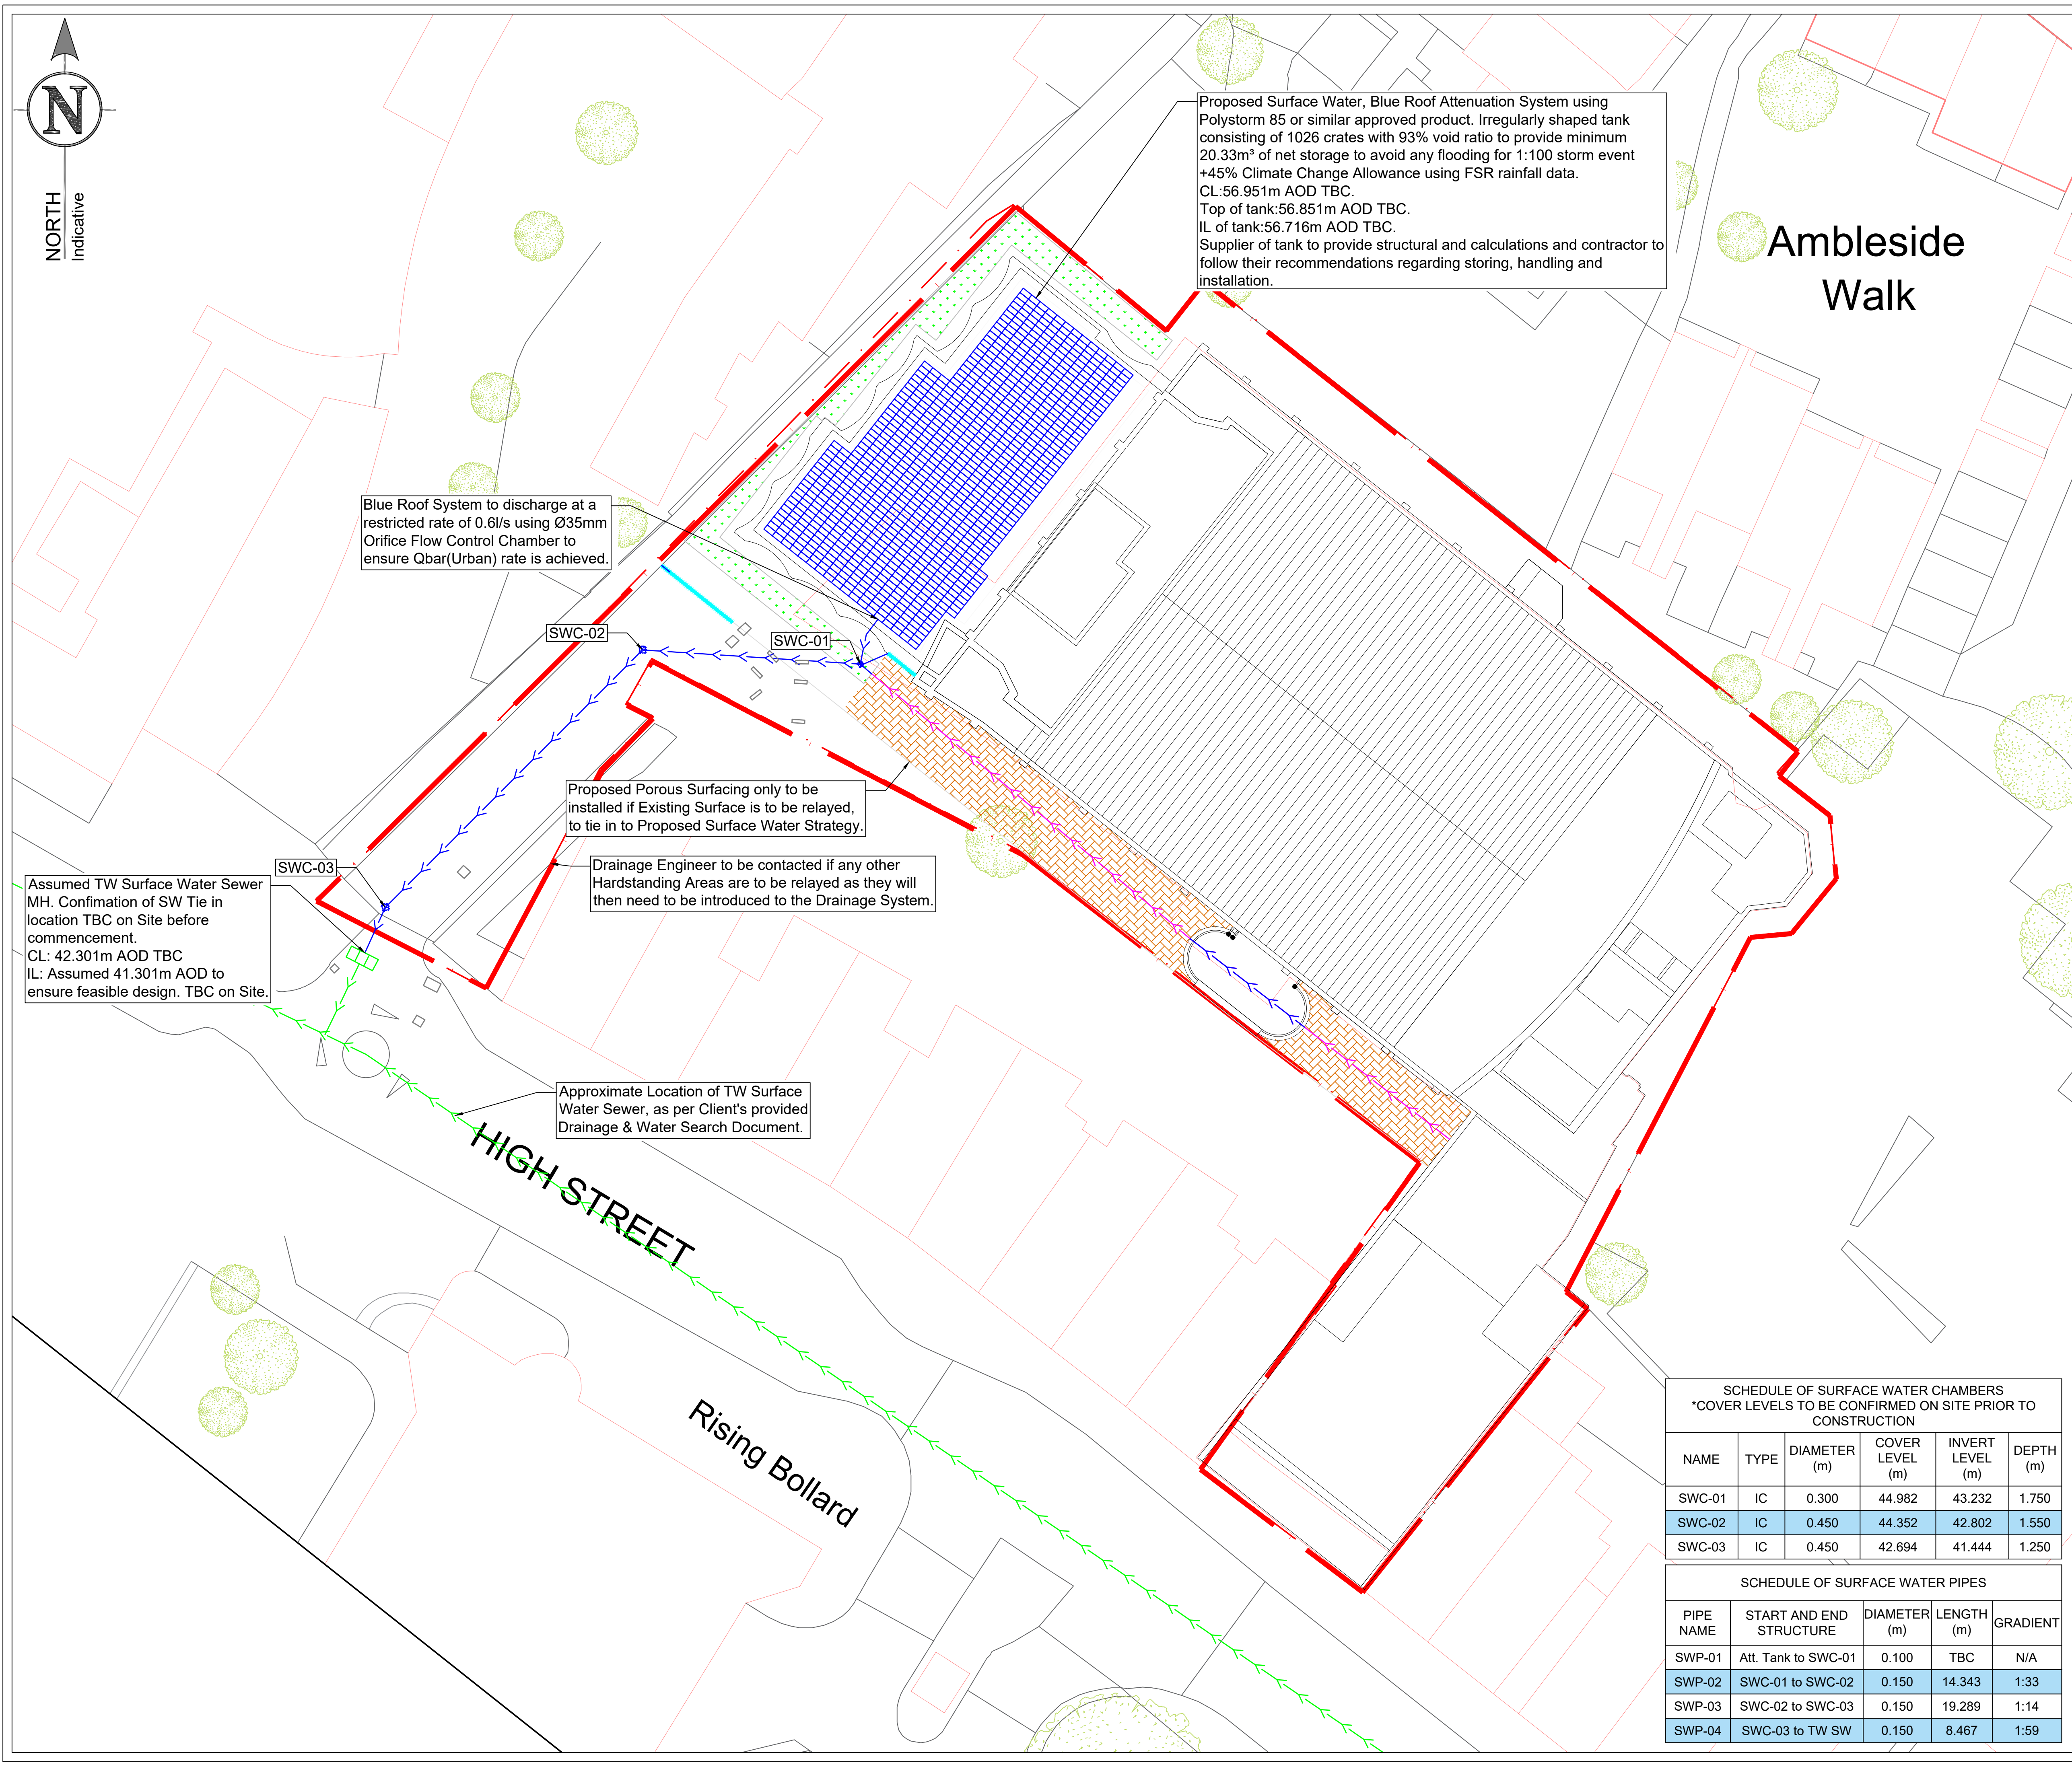 N
NORTH
Indicative
Proposed Surface Water, Blue Roof Attenuation System using
Polystorm 85 or similar approved product. Irregularly shaped tank
consisting of 1026 crates with 93% void ratio to provide minimum
20.33m³ of net storage to avoid any flooding for 1:100 storm event
+45% Climate Change Allowance using FSR rainfall data.
CL:56.951m AOD TBC.
Top of tank:56.851m AOD TBC.
IL of tank:56.716m AOD TBC.
Supplier of tank to provide structural and calculations and contractor to
follow their recommendations regarding storing, handling and
installation.
Ambleside
Walk
Blue Roof System to discharge at a
restricted rate of 0.6l/s using Ø35mm
Orifice Flow Control Chamber to
ensure Qbar(Urban) rate is achieved.
SWC-02
SWC-01
Proposed Porous Surfacing only to be
installed if Existing Surface is to be relayed,
to tie in to Proposed Surface Water Strategy.
Drainage Engineer to be contacted if any other
Hardstanding Areas are to be relayed as they will
then need to be introduced to the Drainage System.
SWC-03
Assumed TW Surface Water Sewer
MH. Confimation of SW Tie in
location TBC on Site before
commencement.
CL: 42.301m AOD TBC
IL: Assumed 41.301m AOD to
ensure feasible design. TBC on Site.
Approximate Location of TW Surface
Water Sewer, as per Client's provided
Drainage & Water Search Document.
HIGH STREET
Rising Bollard
SCHEDULE OF SURFACE WATER CHAMBERS
*COVER LEVELS TO BE CONFIRMED ON SITE PRIOR TO
CONSTRUCTION
NAME TYPE DIAMETER (m) COVER LEVEL (m) INVERT LEVEL (m) DEPTH (m)
SWC-01 IC 0.300 44.982 43.232 1.750
SWC-02 IC 0.450 44.352 42.802 1.550
SWC-03 IC 0.450 42.694 41.444 1.250
SCHEDULE OF SURFACE WATER PIPES
PIPE NAME START AND END STRUCTURE DIAMETER (m) LENGTH (m) GRADIENT
SWP-01 Att. Tank to SWC-01 0.100 TBC N/A
SWP-02 SWC-01 to SWC-02 0.150 14.343 1:33
SWP-03 SWC-02 to SWC-03 0.150 19.289 1:14
SWP-04 SWC-03 to TW SW 0.150 8.467 1:59